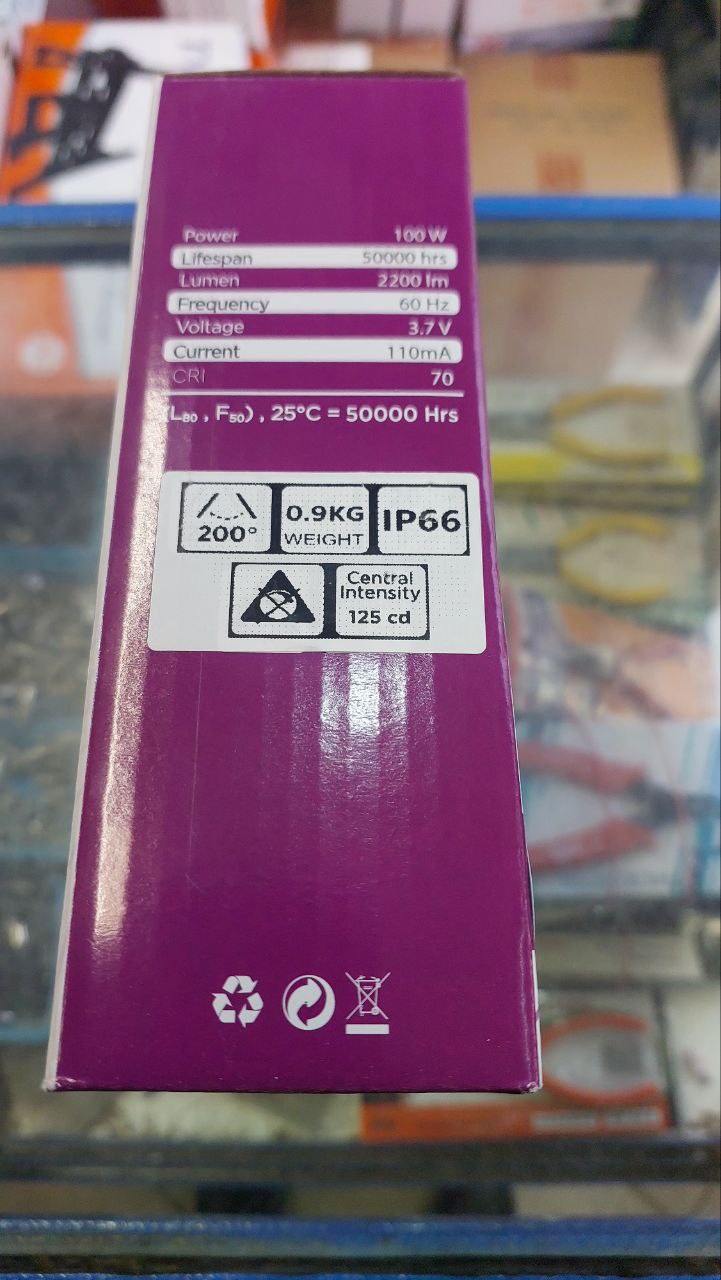 Power 100 W
Lifespan 50000 hrs
Lumen 2200 lm
Frequency 60 Hz
Voltage 3.7 V
Current 110mA
CRI 70
(L₈₀ , F₅₀) , 25°C = 50000 Hrs
200°
0.9KG
WEIGHT
IP66
Central
Intensity
125 cd